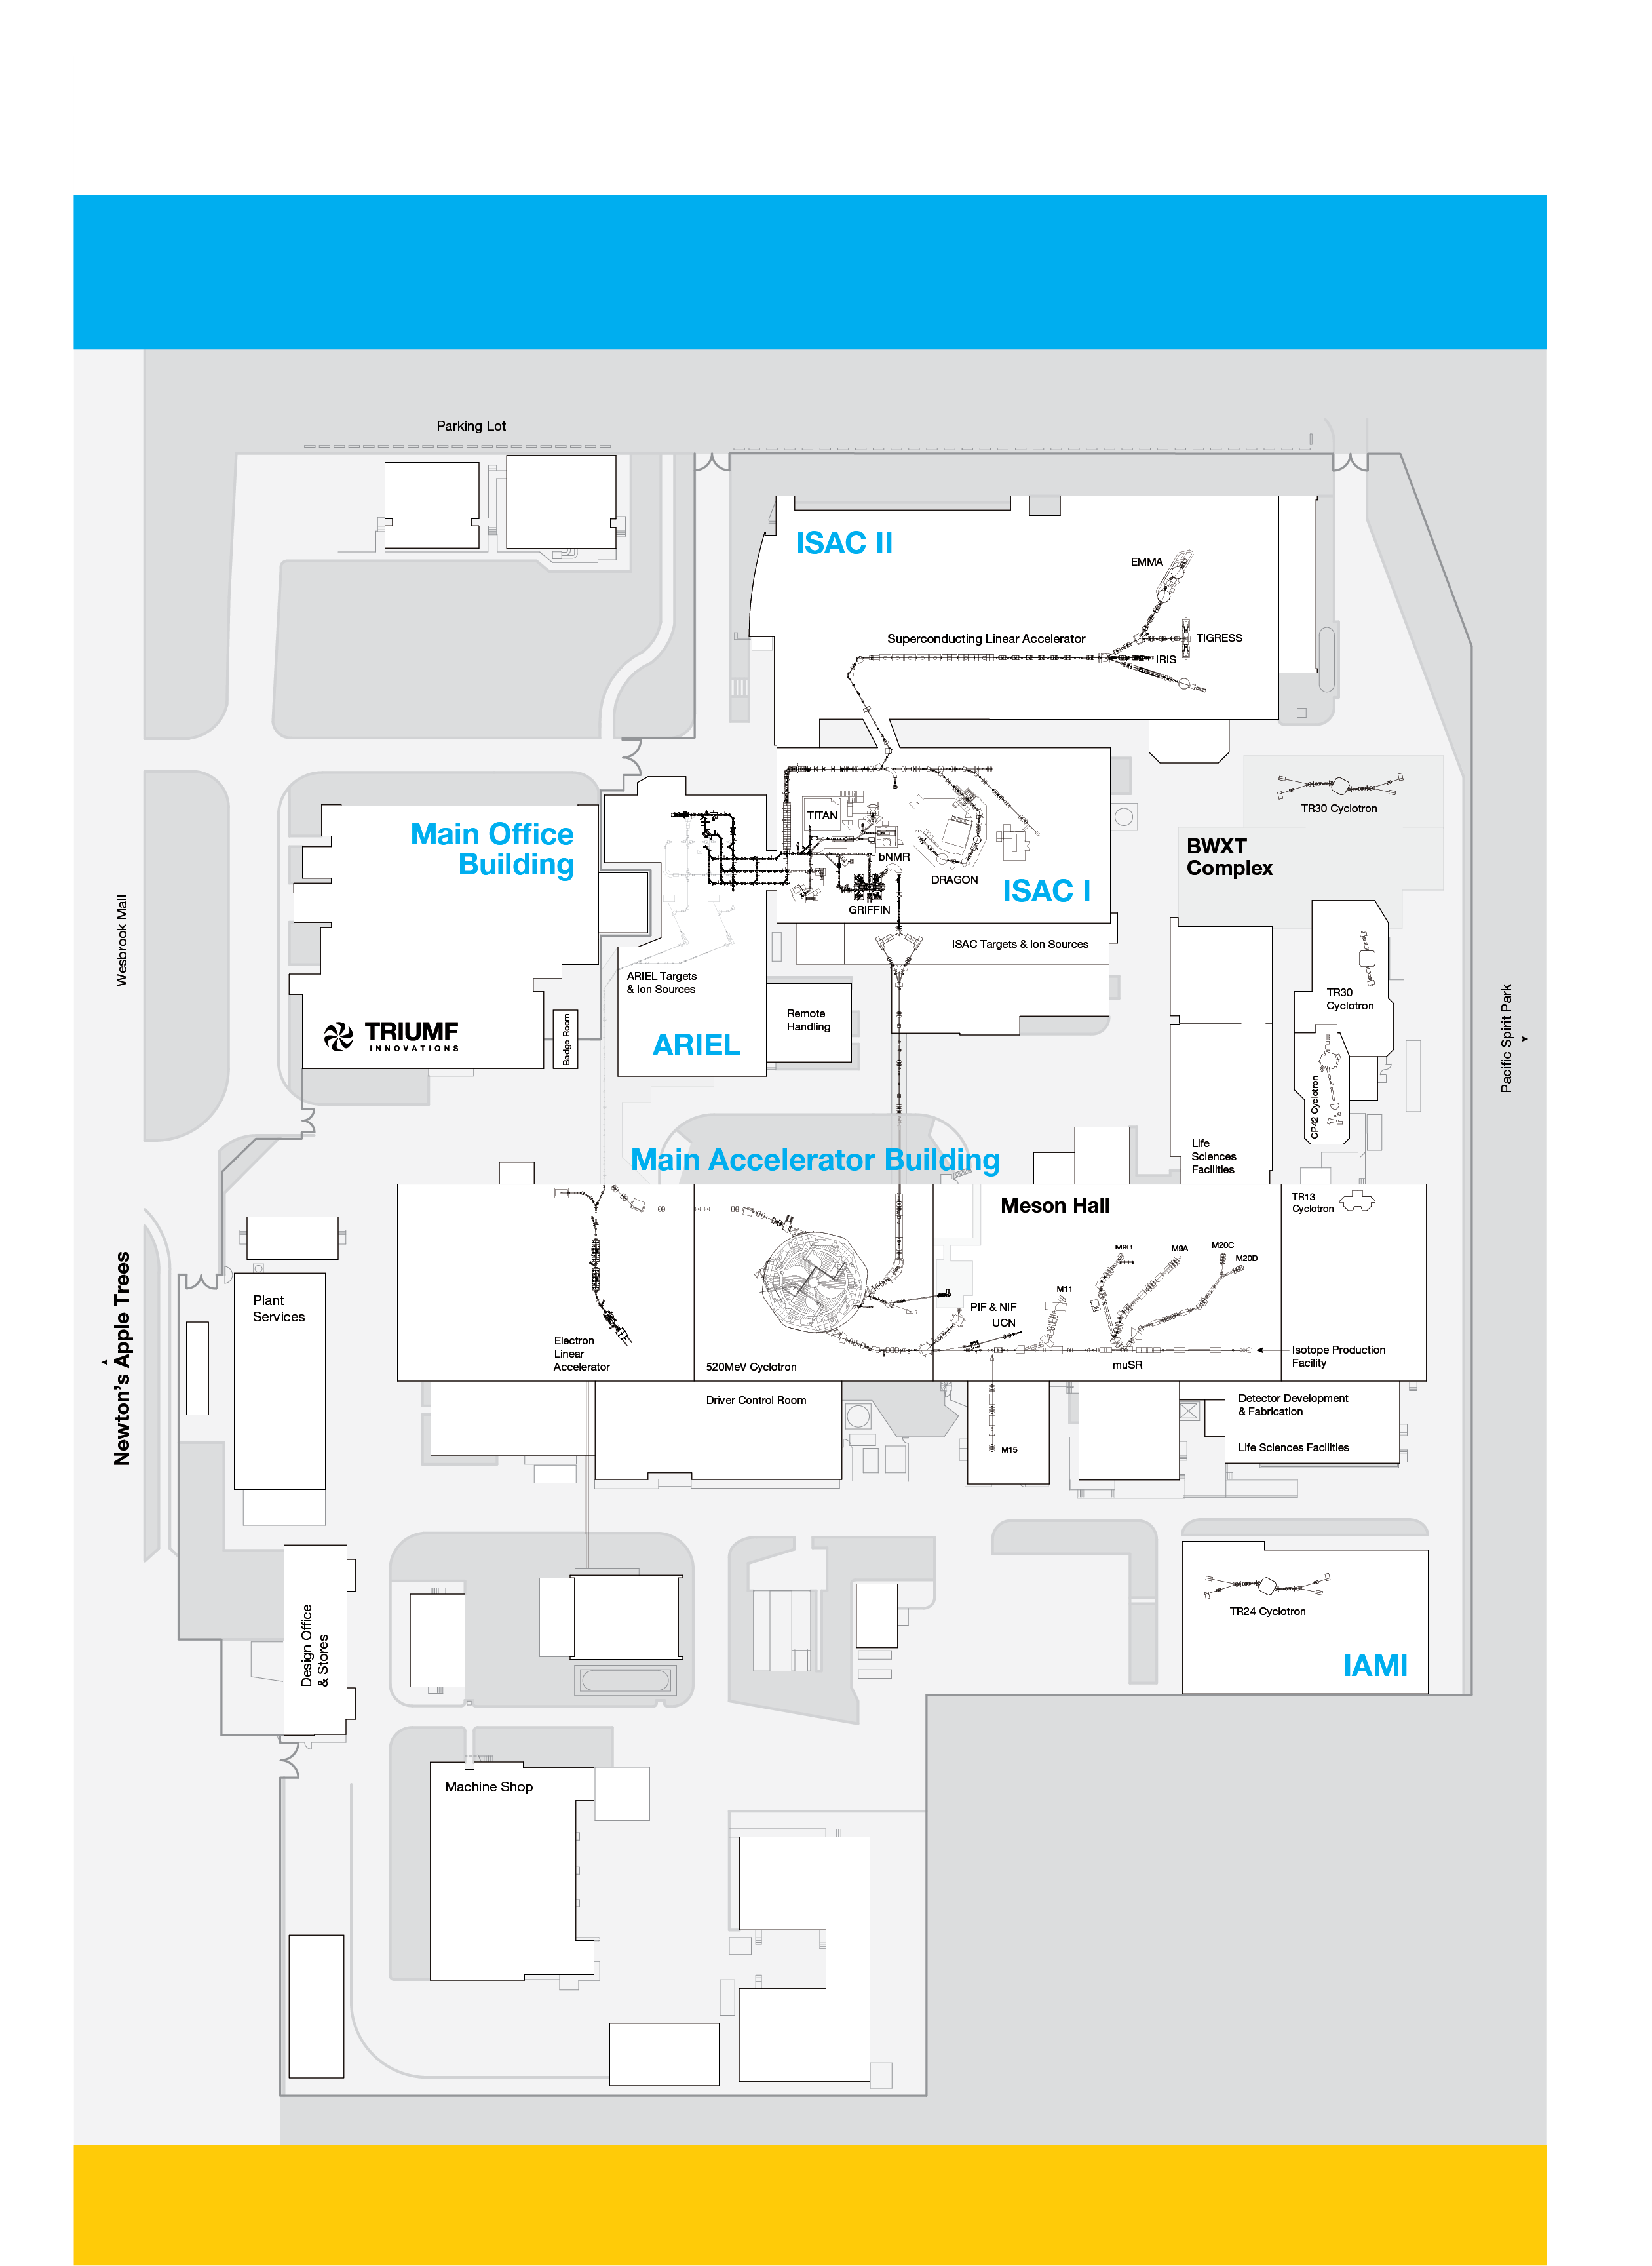 Parking Lot
ISAC II
EMMA
Superconducting Linear Accelerator
TIGRESS
IRIS
TR30 Cyclotron
TITAN
Main Office
Building
BWXT
Complex
bNMR
DRAGON
ISAC I
GRIFFIN
Wesbrook Mall
ISAC Targets & Ion Sources
ARIEL Targets
& Ion Sources
TR30
Cyclotron
Remote
Handling
TRIUMF
INNOVATIONS
Badge Room
ARIEL
Pacific Spirit Park
CP42 Cyclotron
Life
Sciences
Facilities
Main Accelerator Building
Meson Hall
TR13
Cyclotron
M9B
M9A
M20C
M20D
M11
Newton's Apple Trees
Plant
Services
PIF & NIF
UCN
Electron
Linear
Accelerator
520MeV Cyclotron
muSR
Isotope Production
Facility
Driver Control Room
Detector Development
& Fabrication
M15
Life Sciences Facilities
Design Office
& Stores
TR24 Cyclotron
IAMI
Machine Shop